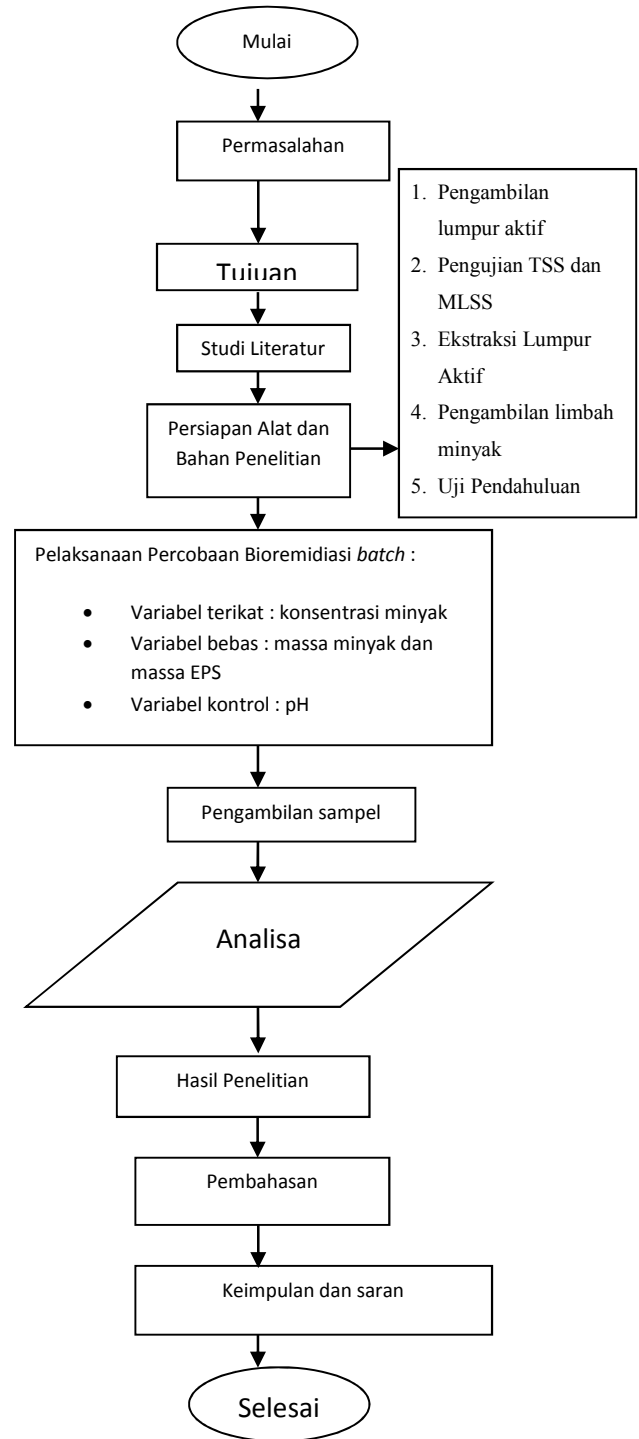 Mulai
Permasalahan
Tujuan
Studi Literatur
Persiapan Alat dan
Bahan Penelitian
1. Pengambilan
lumpur aktif
2. Pengujian TSS dan
MLSS
3. Ekstraksi Lumpur
Aktif
4. Pengambilan limbah
minyak
5. Uji Pendahuluan
Pelaksanaan Percobaan Bioremidiasi batch :
• Variabel terikat : konsentrasi minyak
• Variabel bebas : massa minyak dan
massa EPS
• Variabel kontrol : pH
Pengambilan sampel
Analisa
Hasil Penelitian
Pembahasan
Keimpulan dan saran
Selesai